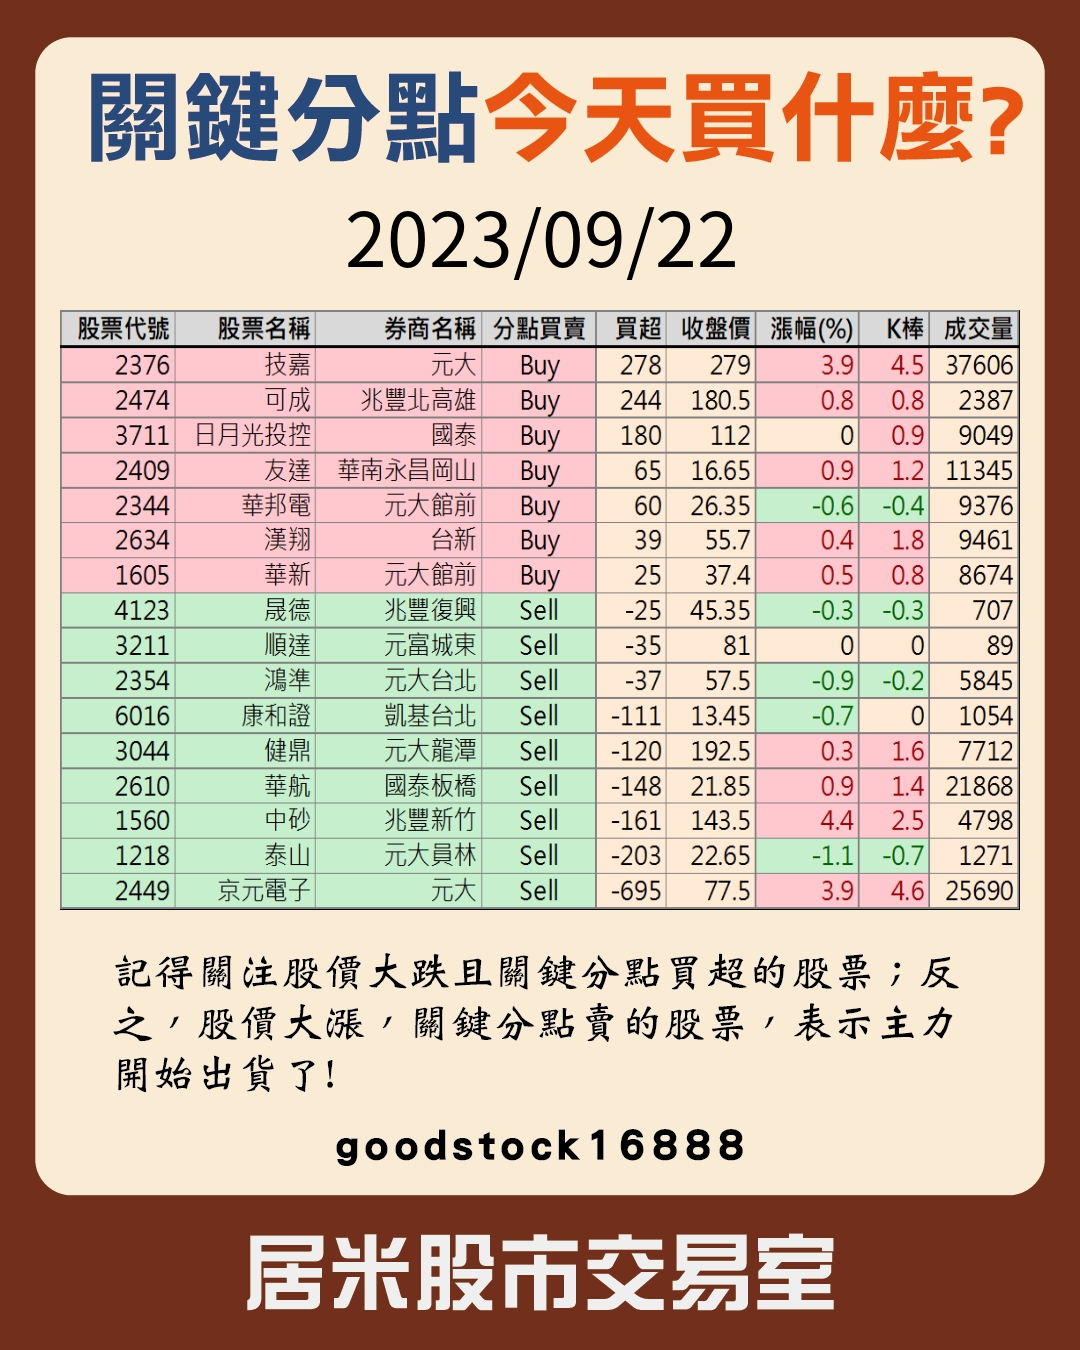 關鍵分點今天買什麼?
2023/09/22
股票代號 股票名稱 券商名稱 分點買賣 買超 收盤價 漲幅(%) K棒 成交量
2376 技嘉 元大 Buy 278 279 3.9 4.5 37606
2474 可成 兆豐北高雄 Buy 244 180.5 0.8 0.8 2387
3711 日月光投控 國泰 Buy 180 112 0 0.9 9049
2409 友達 華南永昌岡山 Buy 65 16.65 0.9 1.2 11345
2344 華邦電 元大館前 Buy 60 26.35 -0.6 -0.4 9376
2634 漢翔 台新 Buy 39 55.7 0.4 1.8 9461
1605 華新 元大館前 Buy 25 37.4 0.5 0.8 8674
4123 晟德 兆豐復興 Sell -25 45.35 -0.3 -0.3 707
3211 順達 元富城東 Sell -35 81 0 0 89
2354 鴻準 元大台北 Sell -37 57.5 -0.9 -0.2 5845
6016 康和證 凱基台北 Sell -111 13.45 -0.7 0 1054
3044 健鼎 元大龍潭 Sell -120 192.5 0.3 1.6 7712
2610 華航 國泰板橋 Sell -148 21.85 0.9 1.4 21868
1560 中砂 兆豐新竹 Sell -161 143.5 4.4 2.5 4798
1218 泰山 元大員林 Sell -203 22.65 -1.1 -0.7 1271
2449 京元電子 元大 Sell -695 77.5 3.9 4.6 25690
記得關注股價大跌且關鍵分點買超的股票；反
之，股價大漲，關鍵分點賣的股票，表示主力
開始出貨了!
goodstock16888
居米股市交易室